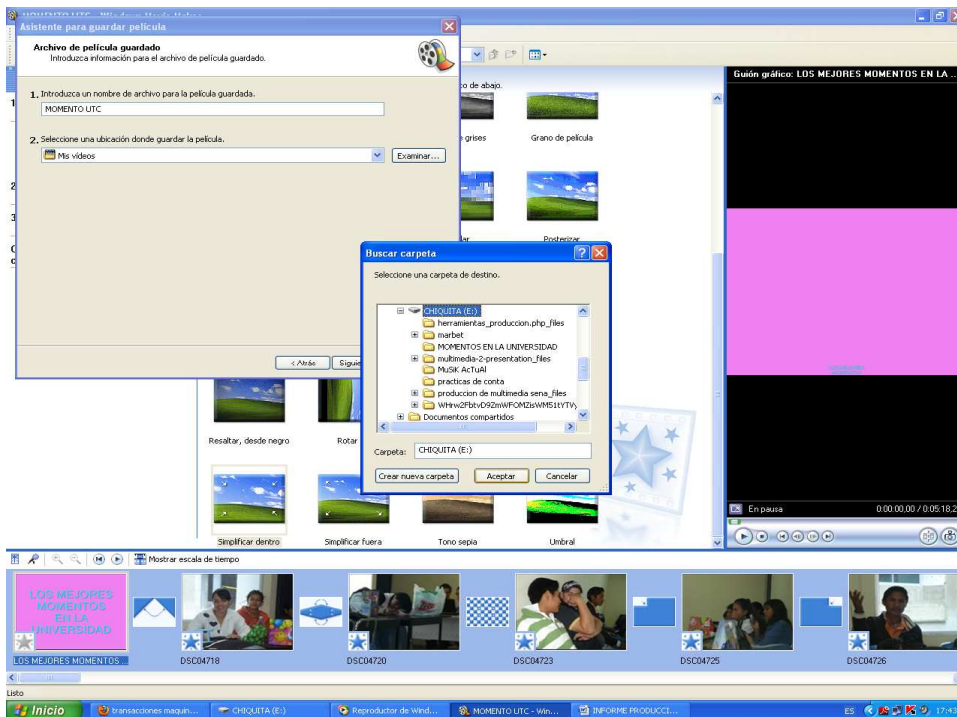 MOMENTO UTC - Windows Movie Maker
Asistente para guardar película
Archivo de película guardado
Introduzca información para el archivo de película guardado.
1. Introduzca un nombre de archivo para la película guardada.
MOMENTO UTC
2. Seleccione una ubicación donde guardar la película.
Mis vídeos
Examinar...
< Atrás
co de abajo.
grises
Grano de película
Posterizar
Buscar carpeta
Seleccione una carpeta de destino.
CHIQUITA (E:)
herramientas_produccion.php_files
marbet
MOMENTOS EN LA UNIVERSIDAD
multimedia-2-presentation_files
MuSiK AcTuAl
practicas de conta
produccion de multimedia sena_files
Documentos compartidos
Carpeta: CHIQUITA (E:)
Crear nueva carpeta
Aceptar
Cancelar
Resaltar, desde negro
Rotar
Simplificar dentro
Simplificar fuera
Tono sepia
Umbral
Guión gráfico: LOS MEJORES MOMENTOS EN LA ...
En pausa
0:00:00,00 / 0:05:18,2
Mostrar escala de tiempo
LOS MEJORES
MOMENTOS
EN LA
UNIVERSIDAD
LOS MEJORES MOMENTOS ...
DSC04718
DSC04720
DSC04723
DSC04725
DSC04726
Listo
Inicio
transacciones maquin...
CHIQUITA (E:)
Reproductor de Wind...
MOMENTO UTC - Win...
INFORME PRODUCCI...
ES
17:43